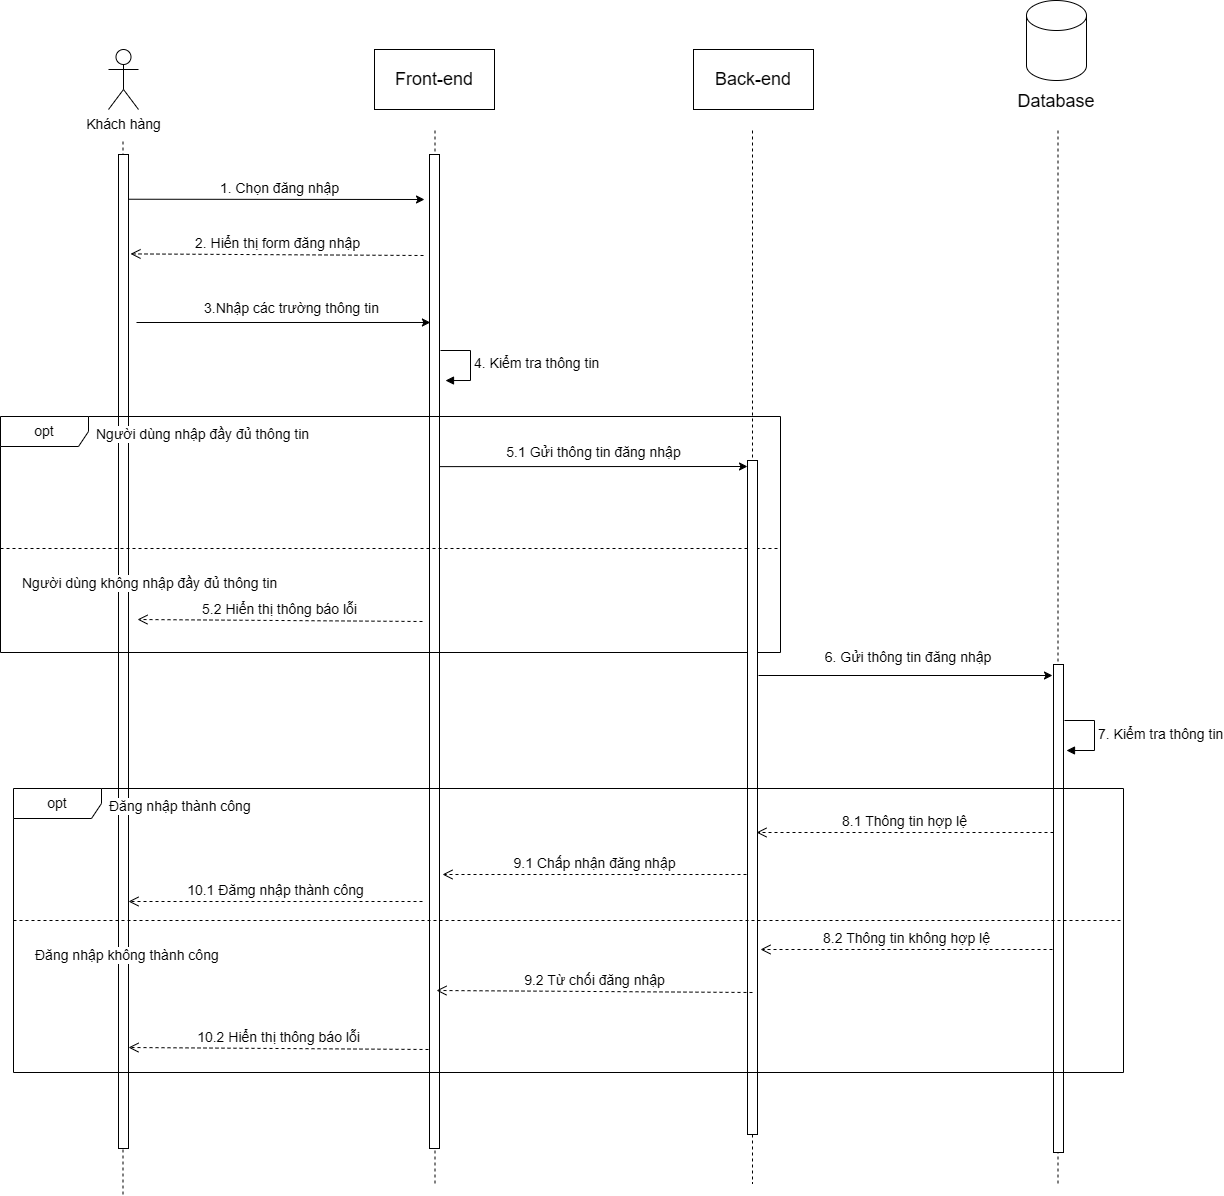 Khách hàng
Front-end
Back-end
Database
1. Chọn đăng nhập
2. Hiển thị form đăng nhập
3.Nhập các trường thông tin
4. Kiểm tra thông tin
opt
Người dùng nhập đầy đủ thông tin
5.1 Gửi thông tin đăng nhập
Người dùng không nhập đầy đủ thông tin
5.2 Hiển thị thông báo lỗi
6. Gửi thông tin đăng nhập
7. Kiểm tra thông tin
opt
Đăng nhập thành công
8.1 Thông tin hợp lệ
9.1 Chấp nhận đăng nhập
10.1 Đămg nhập thành công
8.2 Thông tin không hợp lệ
Đăng nhập không thành công
9.2 Từ chối đăng nhập
10.2 Hiển thị thông báo lỗi